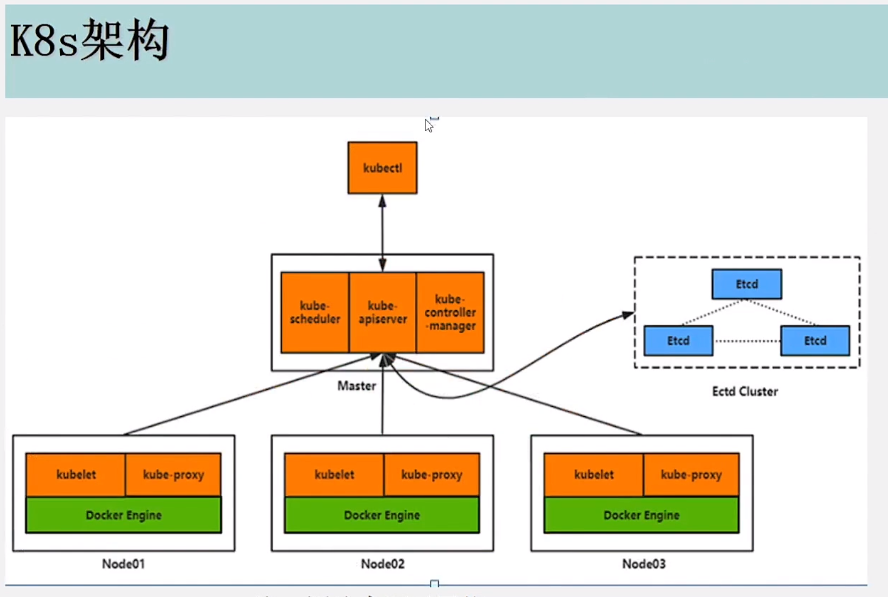 K8s架构
kubectl
kube-
scheduler
kube-
apiserver
kube-
controller
-manager
Master
Etcd
Etcd
Etcd
Ectd Cluster
kubelet
kube-proxy
Docker Engine
Node01
kubelet
kube-proxy
Docker Engine
Node02
kubelet
kube-proxy
Docker Engine
Node03